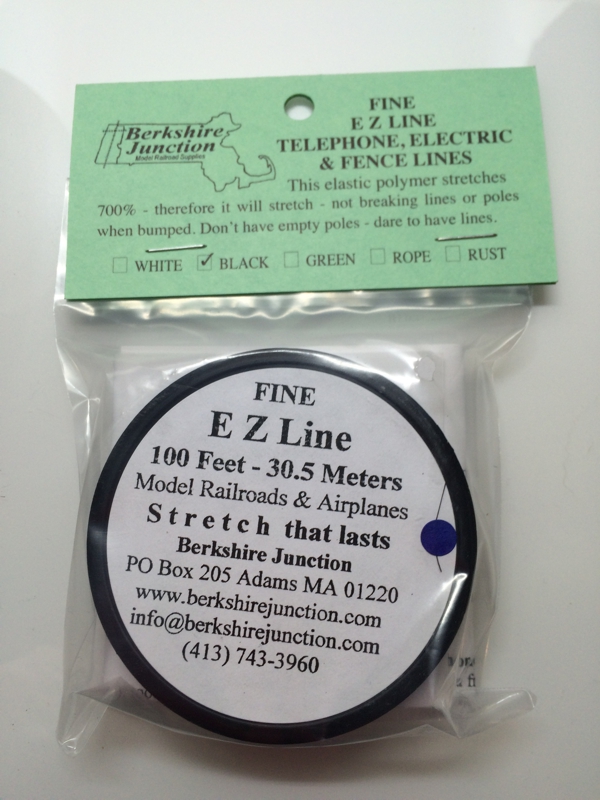 Berkshire
Junction
Model Railroad Supplies
FINE
E Z LINE
TELEPHONE, ELECTRIC
& FENCE LINES
This elastic polymer stretches
700% - therefore it will stretch - not breaking lines or poles
when bumped. Don't have empty poles - dare to have lines.
☐ WHITE ☑ BLACK ☐ GREEN ☐ ROPE ☐ RUST
FINE
E Z Line
100 Feet - 30.5 Meters
Model Railroads & Airplanes
Stretch that lasts
Berkshire Junction
PO Box 205 Adams MA 01220
www.berkshirejunction.com
info@berkshirejunction.com
(413) 743-3960